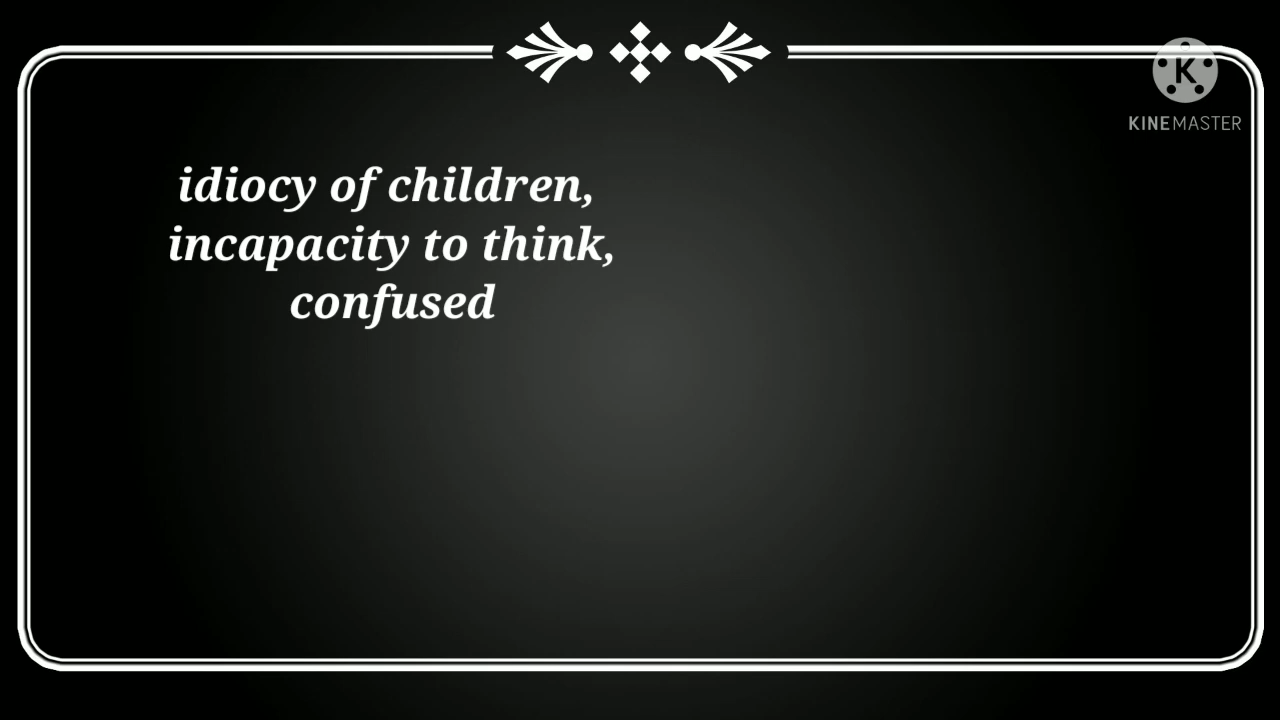 K
KINEMASTER
idiocy of children,
incapacity to think,
confused